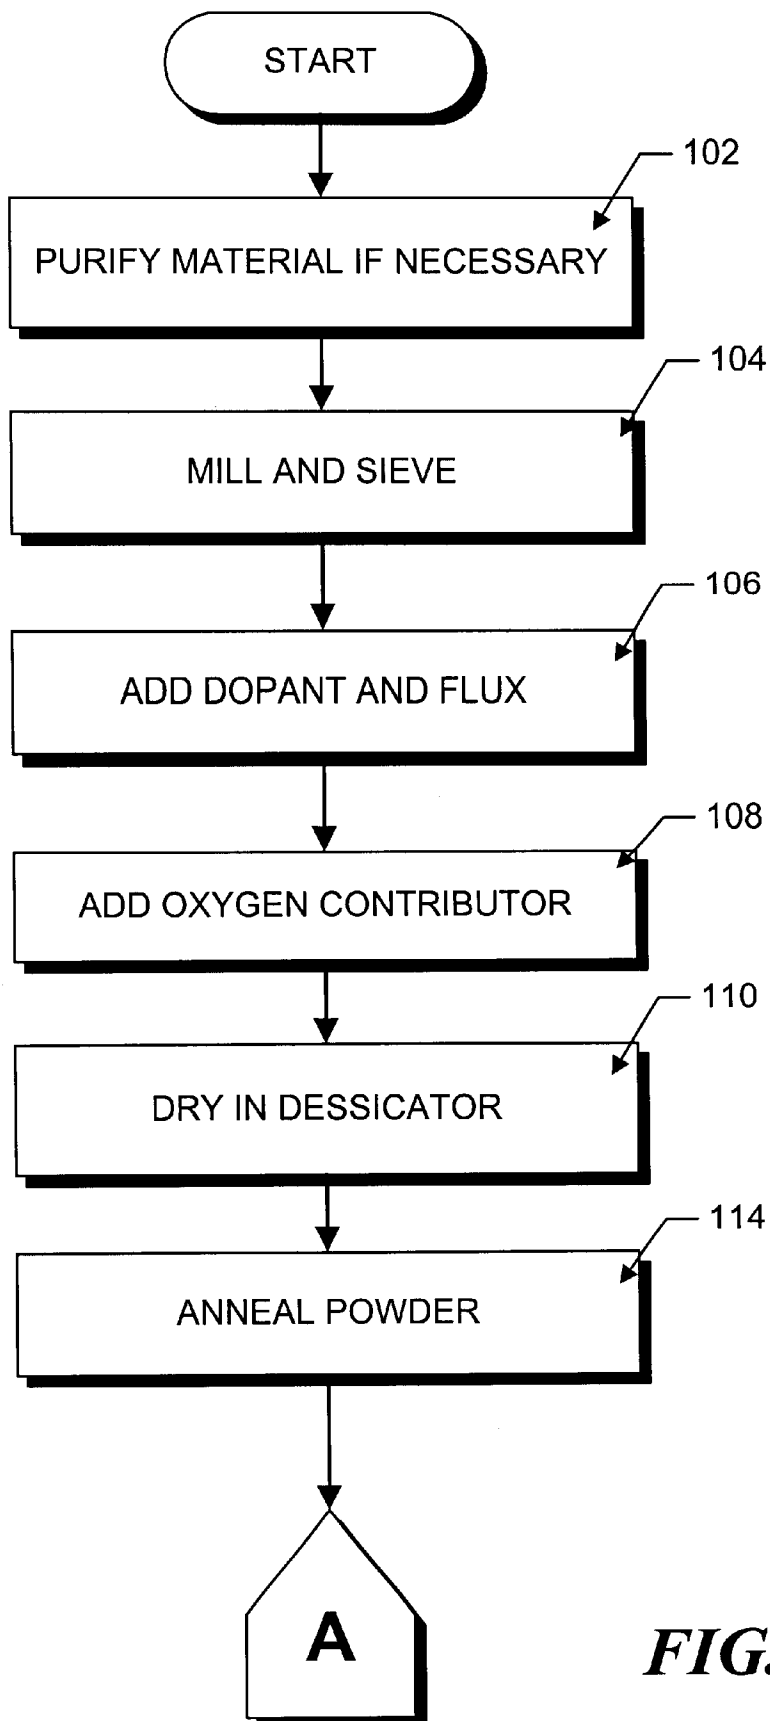 START
102
PURIFY MATERIAL IF NECESSARY
104
MILL AND SIEVE
106
ADD DOPANT AND FLUX
108
ADD OXYGEN CONTRIBUTOR
110
DRY IN DESSICATOR
114
ANNEAL POWDER
A
FIG.